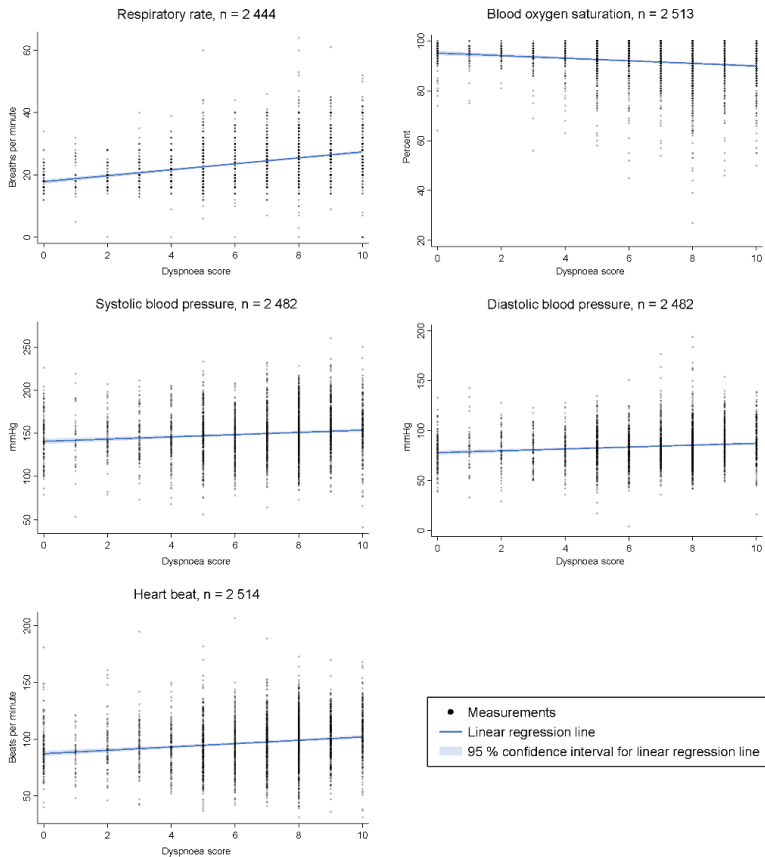 Respiratory rate, n = 2 444
Breaths per minute
60
40
20
0
0 2 4 6 8 10
Dyspnoea score
Blood oxygen saturation, n = 2 513
Percent
100
80
60
40
20
0 2 4 6 8 10
Dyspnoea score
Systolic blood pressure, n = 2 482
mmHg
250
200
150
100
50
0 2 4 6 8 10
Dyspnoea score
Diastolic blood pressure, n = 2 482
mmHg
200
150
100
50
0
0 2 4 6 8 10
Dyspnoea score
Heart beat, n = 2 514
Beats per minute
200
150
100
50
0 2 4 6 8 10
Dyspnoea score
Measurements
Linear regression line
95 % confidence interval for linear regression line